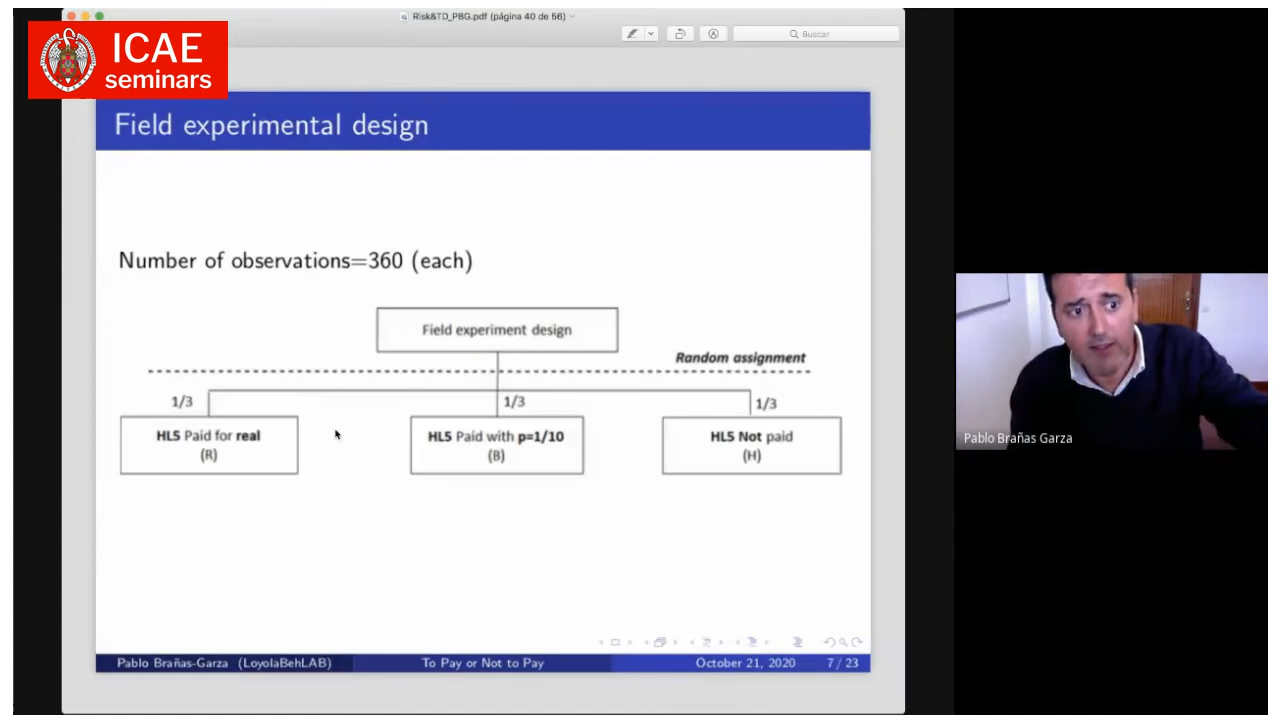 Risk&TD_PBG.pdf (página 40 de 56)
Buscar
ICAE
seminars
Field experimental design
Number of observations=360 (each)
Field experiment design
Random assignment
1/3
1/3
1/3
HL5 Paid for real
(R)
HL5 Paid with p=1/10
(B)
HL5 Not paid
(H)
Pablo Brañas Garza
Pablo Brañas-Garza (LoyolaBehLAB)
To Pay or Not to Pay
October 21, 2020
7 / 23